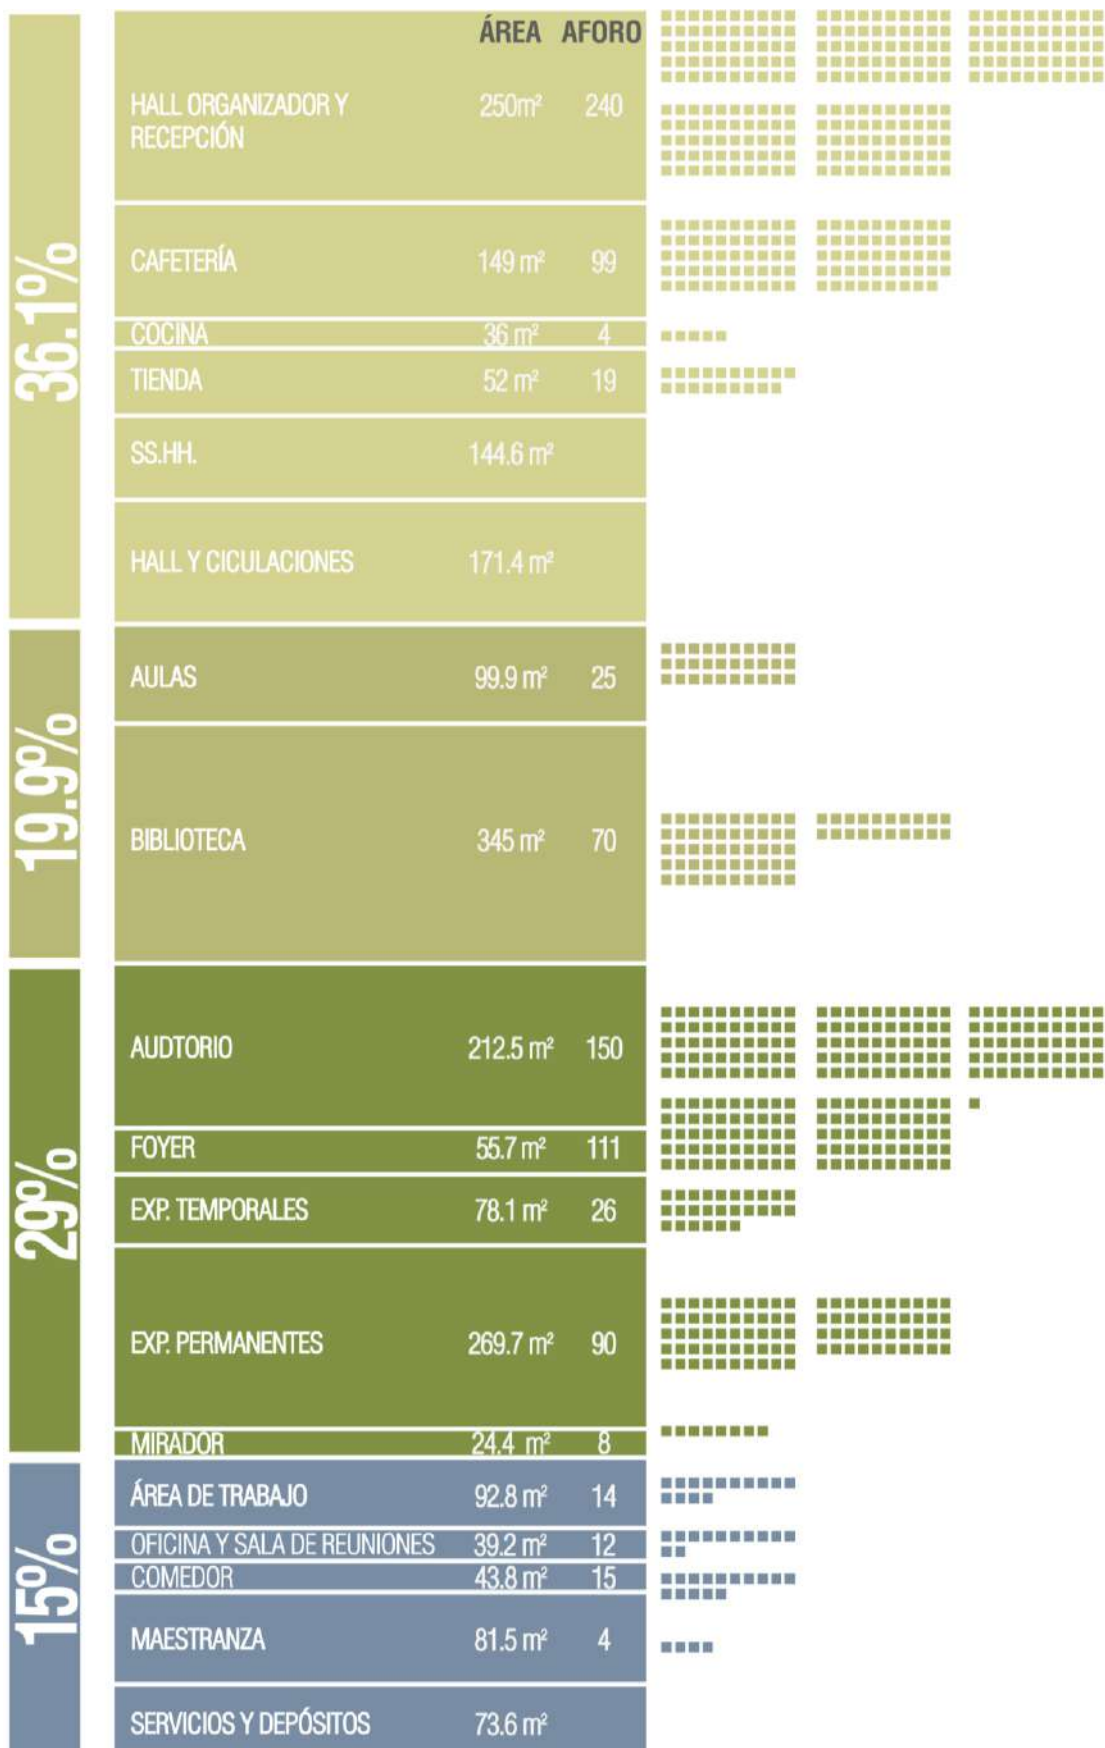 ÁREA AFORO
36.1%
HALL ORGANIZADOR Y 250m² 240
RECEPCIÓN
CAFETERÍA 149 m² 99
COCINA 36 m² 4
TIENDA 52 m² 19
SS.HH. 144.6 m²
HALL Y CICULACIONES 171.4 m²
19.9%
AULAS 99.9 m² 25
BIBLIOTECA 345 m² 70
29%
AUDTORIO 212.5 m² 150
FOYER 55.7 m² 111
EXP. TEMPORALES 78.1 m² 26
EXP. PERMANENTES 269.7 m² 90
MIRADOR 24.4 m² 8
15%
ÁREA DE TRABAJO 92.8 m² 14
OFICINA Y SALA DE REUNIONES 39.2 m² 12
COMEDOR 43.8 m² 15
MAESTRANZA 81.5 m² 4
SERVICIOS Y DEPÓSITOS 73.6 m²